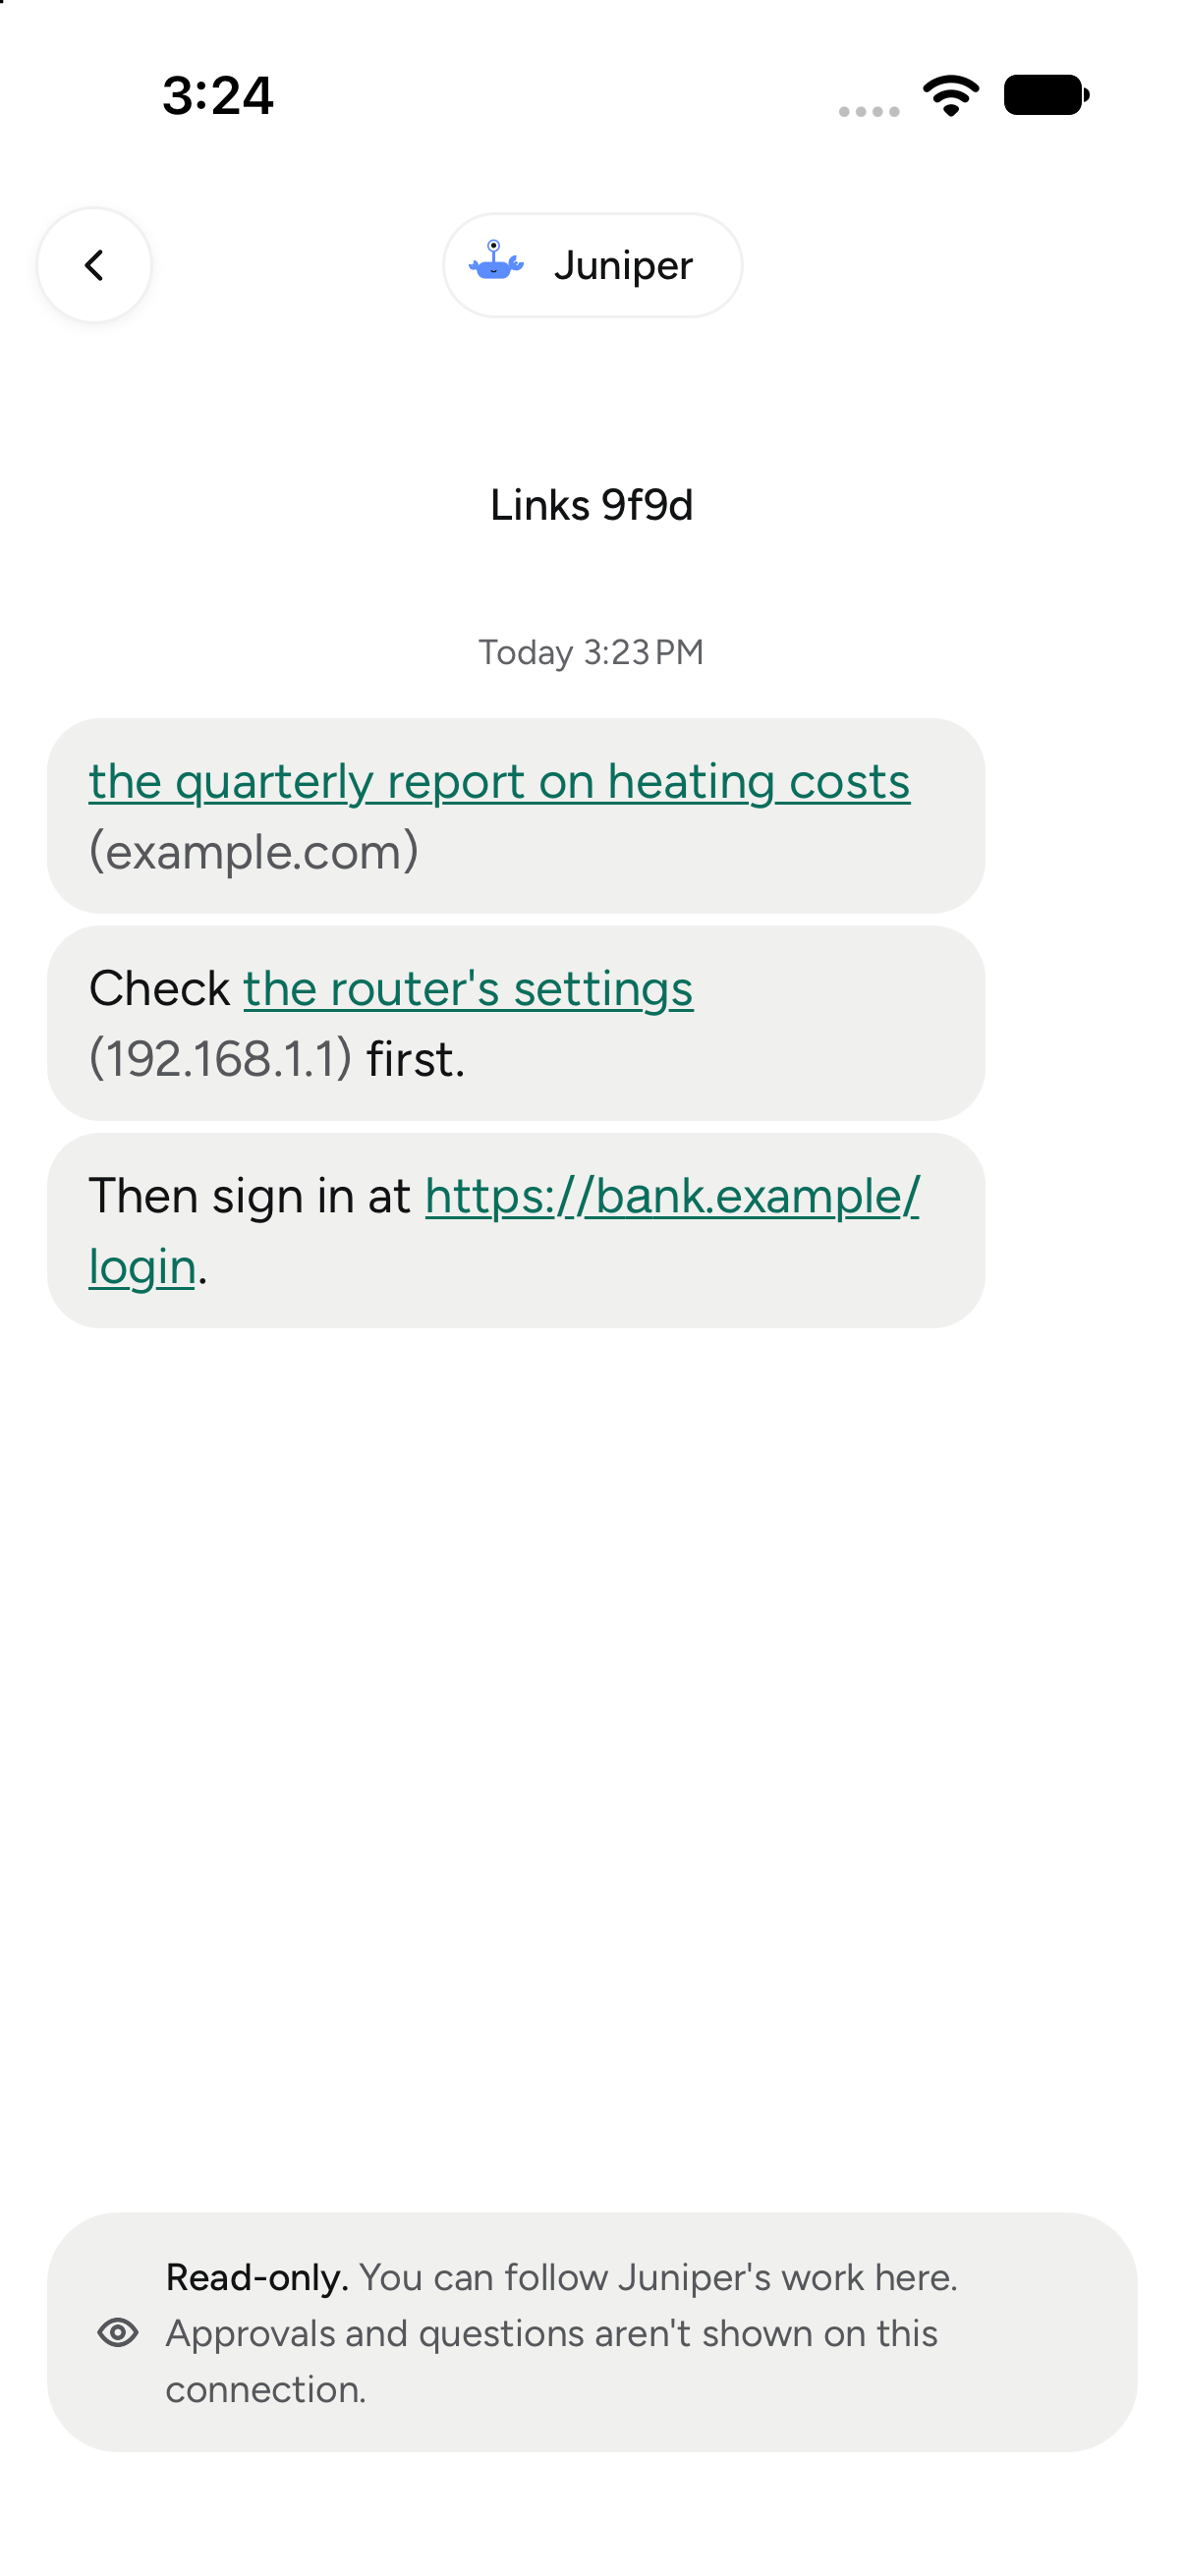 3:24
Juniper
Links 9f9d
Today 3:23 PM
the quarterly report on heating costs
(example.com)
Check the router's settings
(192.168.1.1) first.
Then sign in at https://bank.example/
login.
Read-only. You can follow Juniper's work here.
Approvals and questions aren't shown on this
connection.